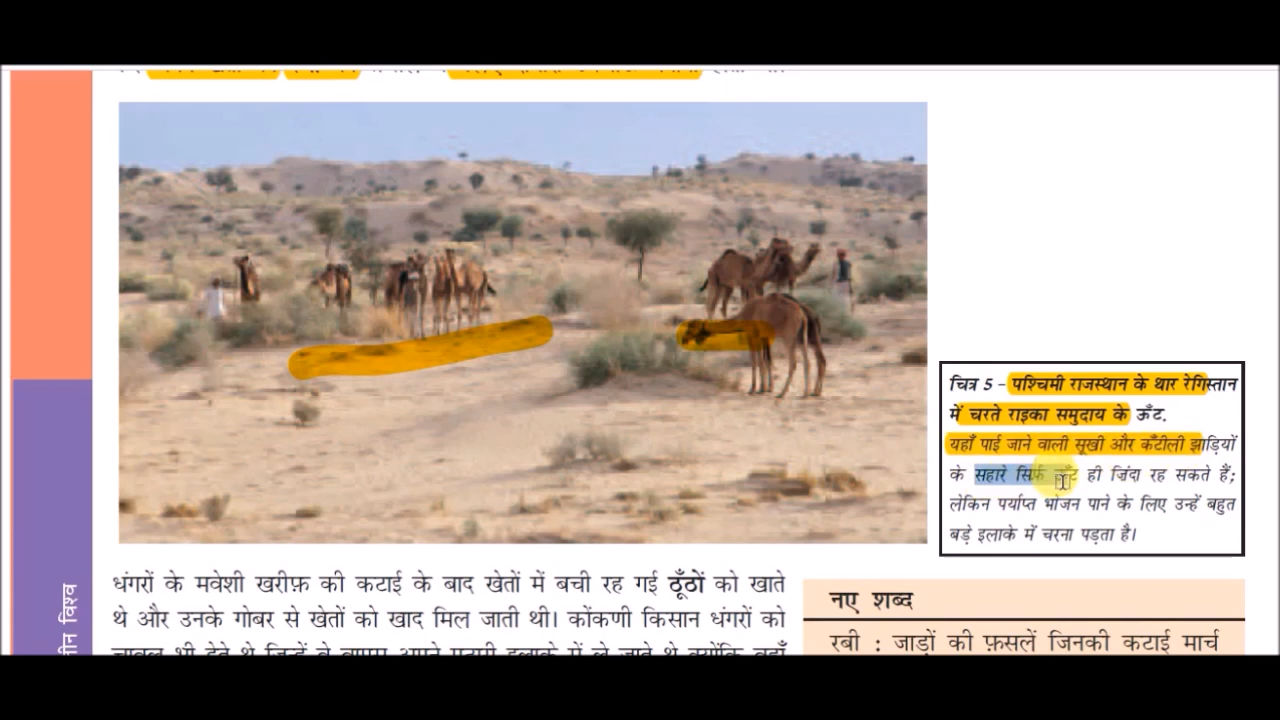 चित्र 5 – पश्चिमी राजस्थान के थार रेगिस्तान
में चरते राइका समुदाय के ऊँट.
यहाँ पाई जाने वाली सूखी और कँटीली झाड़ियों
के सहारे सिर्फ़ ऊँट ही ज़िंदा रह सकते हैं;
लेकिन पर्याप्त भोजन पाने के लिए उन्हें बहुत
बड़े इलाके में चरना पड़ता है।
धंगरों के मवेशी खरीफ़ की कटाई के बाद खेतों में बची रह गई ठूँठों को खाते
थे और उनके गोबर से खेतों को खाद मिल जाती थी। कोंकणी किसान धंगरों को
नए शब्द
रबी : जाड़ों की फ़सलें जिनकी कटाई मार्च
विश्व